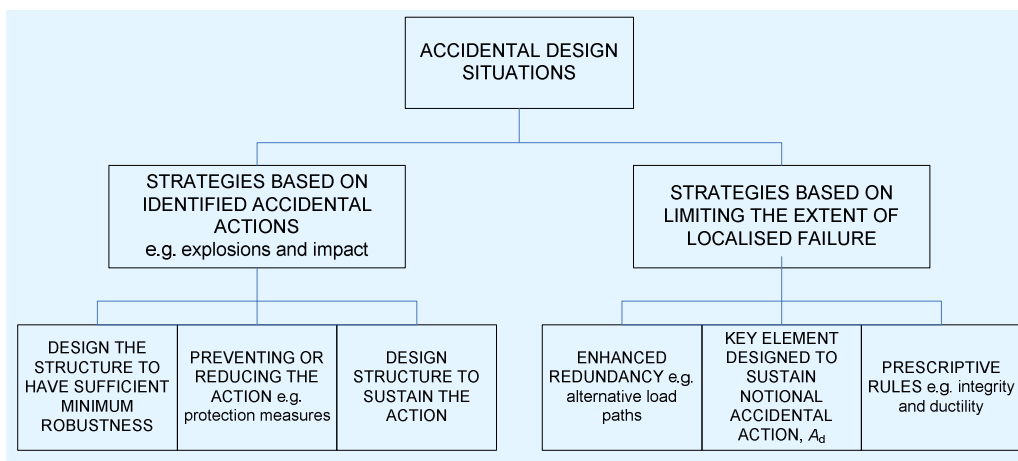 ACCIDENTAL DESIGN
SITUATIONS
STRATEGIES BASED ON
IDENTIFIED ACCIDENTAL
ACTIONS
e.g. explosions and impact
STRATEGIES BASED ON
LIMITING THE EXTENT OF
LOCALISED FAILURE
DESIGN THE
STRUCTURE TO
HAVE SUFFICIENT
MINIMUM
ROBUSTNESS
PREVENTING OR
REDUCING THE
ACTION e.g.
protection measures
DESIGN
STRUCTURE TO
SUSTAIN THE
ACTION
ENHANCED
REDUNDANCY e.g.
alternative load
paths
KEY ELEMENT
DESIGNED TO
SUSTAIN
NOTIONAL
ACCIDENTAL
ACTION, Ad
PRESCRIPTIVE
RULES e.g. integrity
and ductility